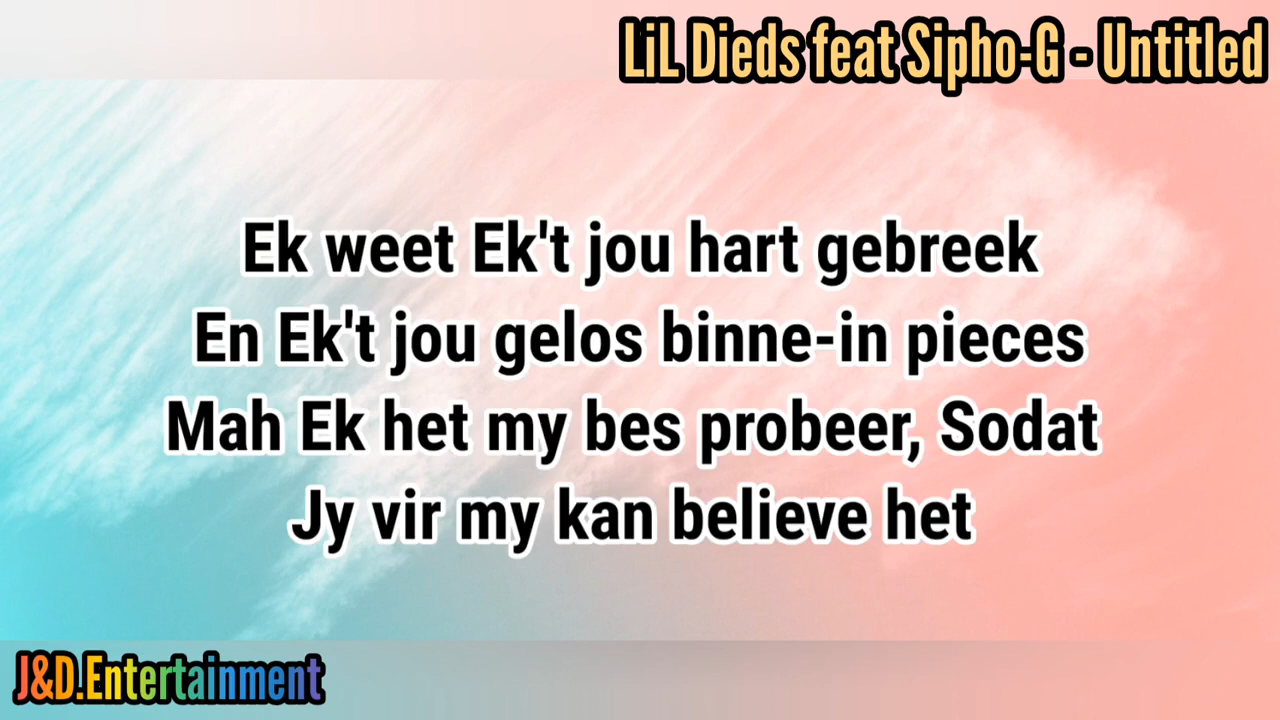 LiL Dieds feat Sipho-G - Untitled
Ek weet Ek't jou hart gebreek
En Ek't jou gelos binne-in pieces
Mah Ek het my bes probeer, Sodat
Jy vir my kan believe het
J&D.Entertainment